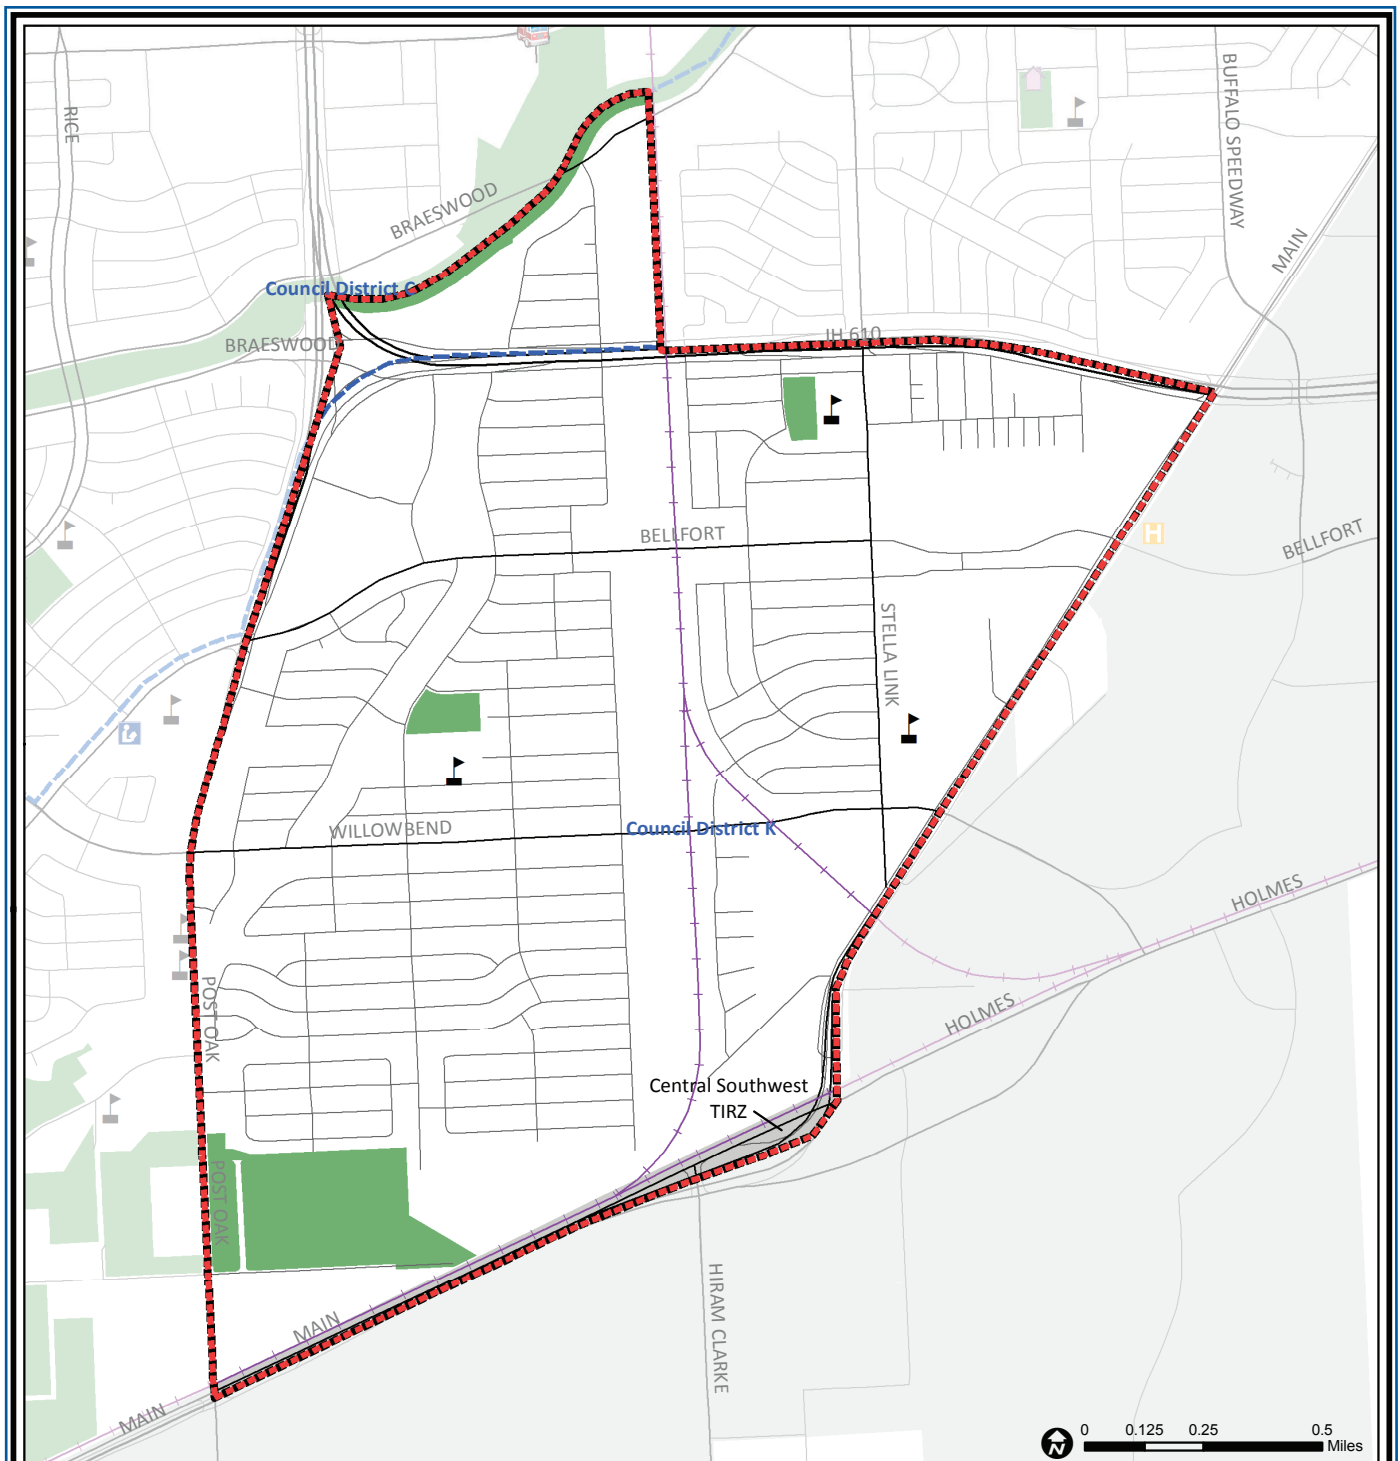 RICE
BUFFALO SPEEDWAY
BRAESWOOD
MAIN
Council District C
BRAESWOOD
IH 610
BELLFORT
BELLFORT
H
STELLA LINK
WILLOWBEND
Council District K
HOLMES
POST OAK
HOLMES
Central Southwest
TIRZ
POST OAK
HIRAM CLARKE
MAIN
MAIN
N
0 0.125 0.25 0.5
Miles